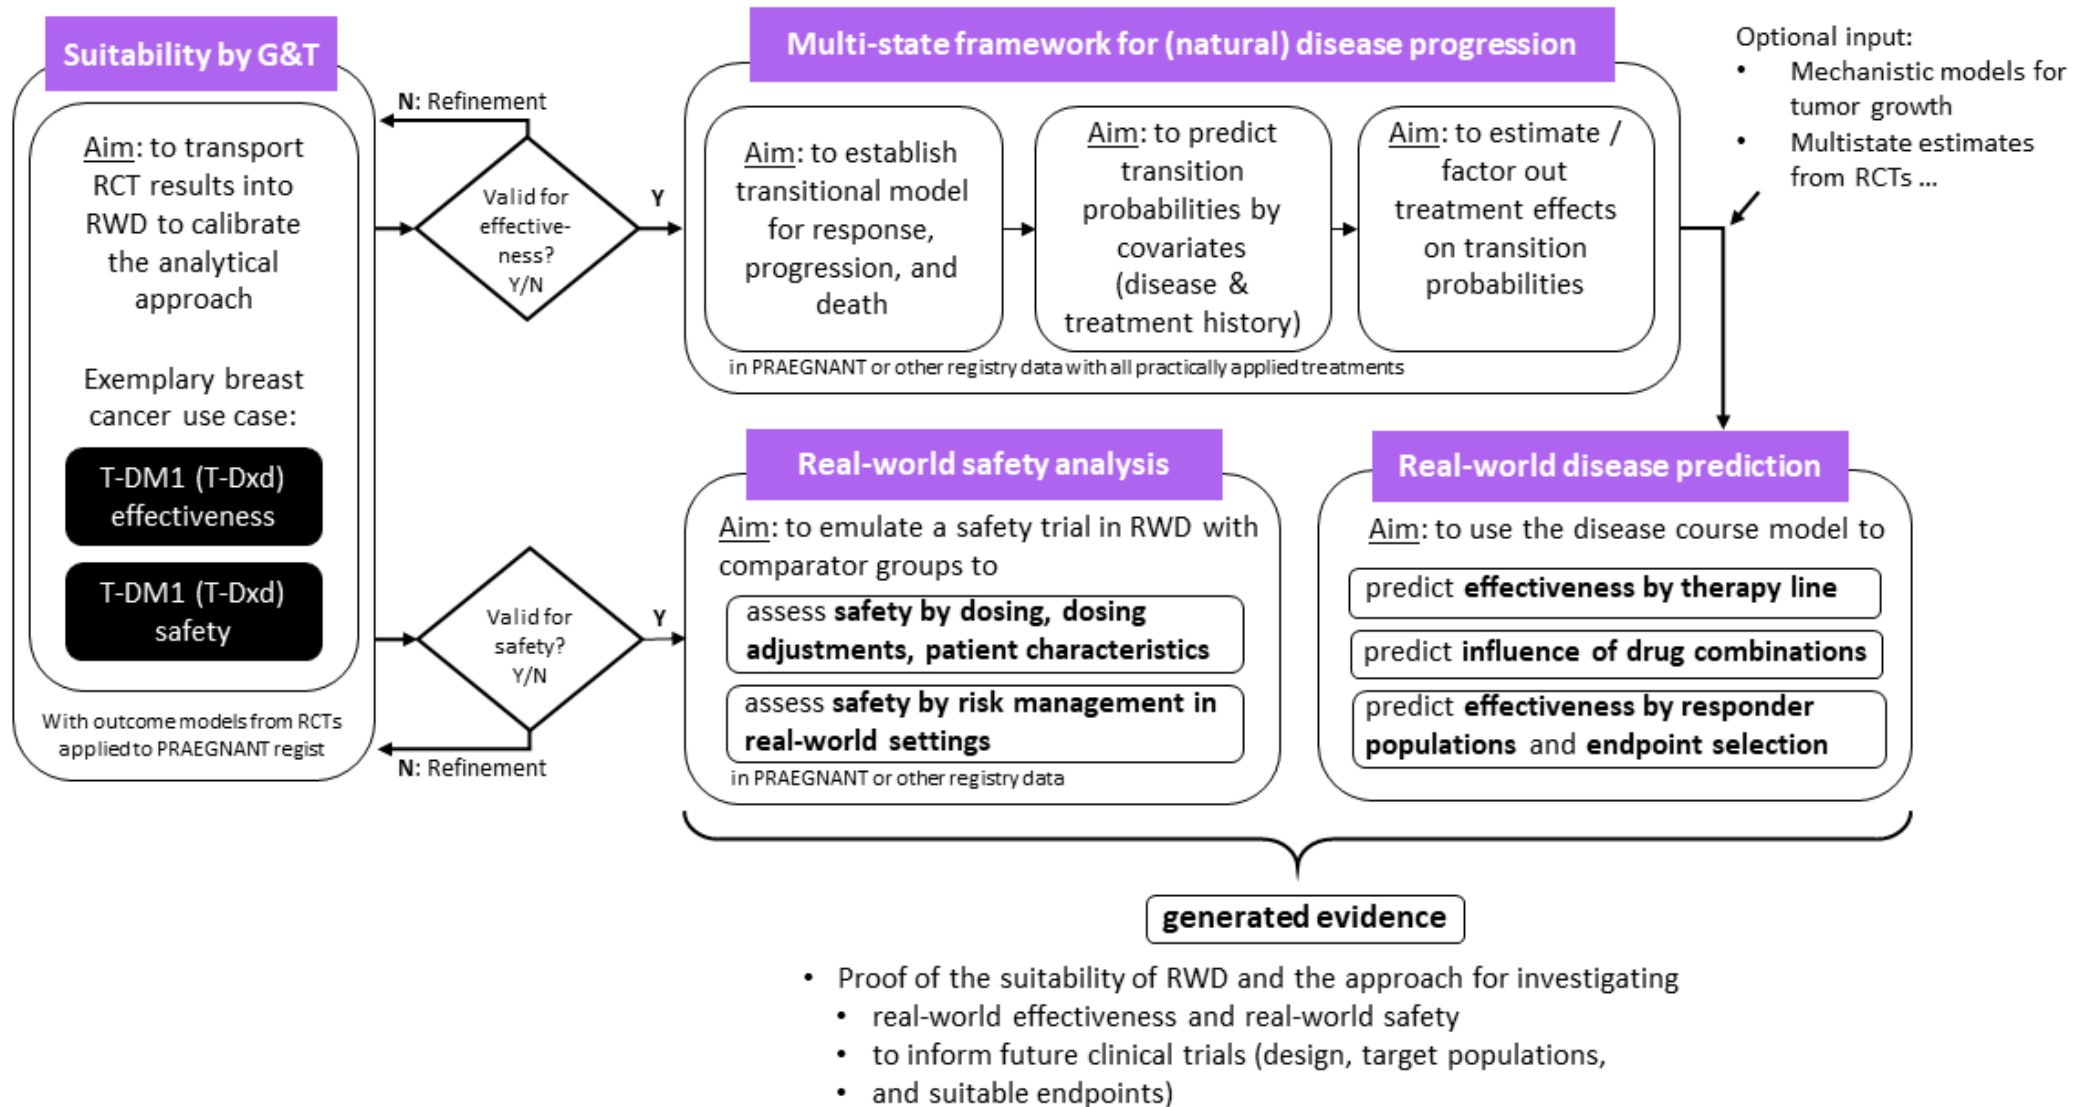 Suitability by G&T
Aim: to transport
RCT results into
RWD to calibrate
the analytical
approach
Exemplary breast
cancer use case:
T-DM1 (T-Dxd)
effectiveness
T-DM1 (T-Dxd)
safety
With outcome models from RCTs
applied to PRAEGNANT regist
N: Refinement
Valid for
effective-
ness?
Y/N
Y
Multi-state framework for (natural) disease progression
Aim: to establish
transitional model
for response,
progression, and
death
Aim: to predict
transition
probabilities by
covariates
(disease &
treatment history)
Aim: to estimate /
factor out
treatment effects
on transition
probabilities
in PRAEGNANT or other registry data with all practically applied treatments
Optional input:
• Mechanistic models for
tumor growth
• Multistate estimates
from RCTs ...
Valid for
safety?
Y/N
Y
N: Refinement
Real-world safety analysis
Aim: to emulate a safety trial in RWD with
comparator groups to
assess safety by dosing, dosing
adjustments, patient characteristics
assess safety by risk management in
real-world settings
in PRAEGNANT or other registry data
Real-world disease prediction
Aim: to use the disease course model to
predict effectiveness by therapy line
predict influence of drug combinations
predict effectiveness by responder
populations and endpoint selection
generated evidence
• Proof of the suitability of RWD and the approach for investigating
• real-world effectiveness and real-world safety
• to inform future clinical trials (design, target populations,
• and suitable endpoints)